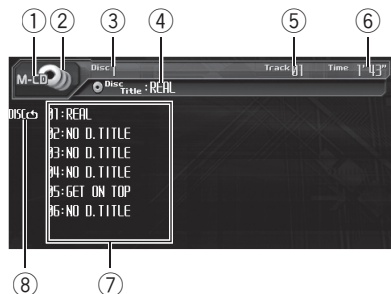 ① ② ③ ④ ⑤ ⑥
M-CD Disc Track 01 Time 1'43"
Disc Title :REAL
DISC 01:REAL
02:NO D.TITLE
03:NO D.TITLE
04:NO D.TITLE
05:GET ON TOP
06:NO D.TITLE
⑧ ⑦